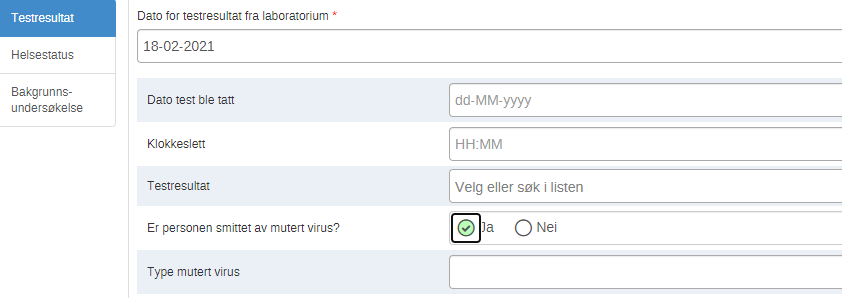 Testresultat
Helsestatus
Bakgrunns-
undersøkelse
Dato for testresultat fra laboratorium *
18-02-2021
Dato test ble tatt
dd-MM-yyyy
Klokkeslett
HH:MM
Testresultat
Velg eller søk i listen
Er personen smittet av mutert virus?
Ja Nei
Type mutert virus